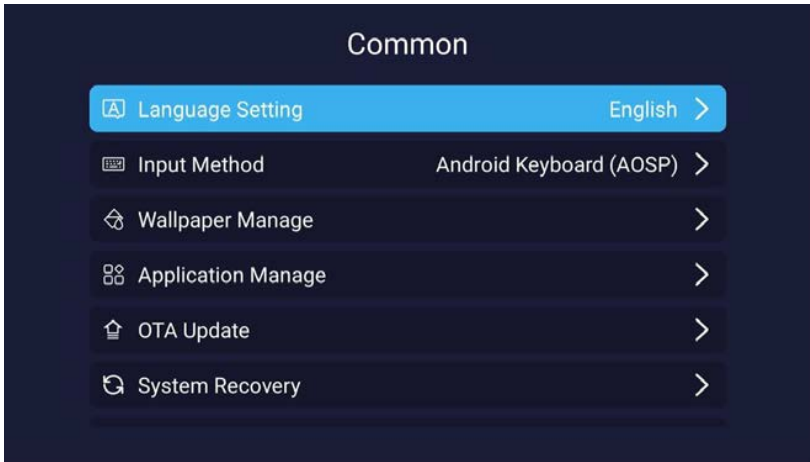 Common
Language Setting English
Input Method Android Keyboard (AOSP)
Wallpaper Manage
Application Manage
OTA Update
System Recovery